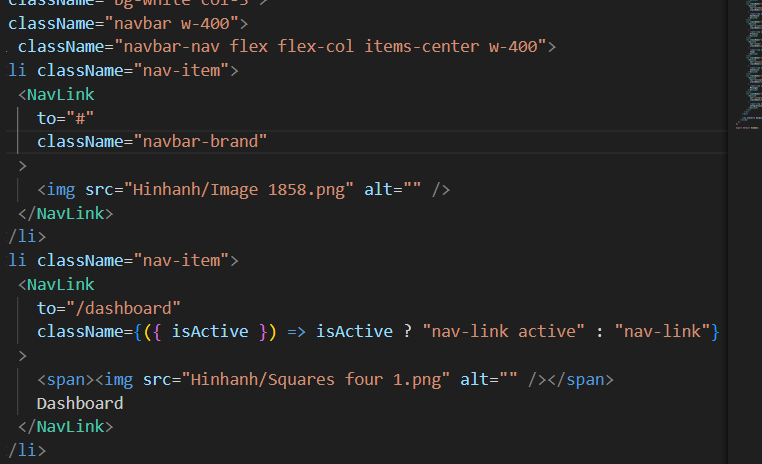 className="bg-white col-3">
className="navbar w-400">
className="navbar-nav flex flex-col items-center w-400">
li className="nav-item">
<NavLink
to="#"
className="navbar-brand"
>
<img src="Hinhanh/Image 1858.png" alt="" />
</NavLink>
/li>
li className="nav-item">
<NavLink
to="/dashboard"
className={({ isActive }) => isActive ? "nav-link active" : "nav-link"}
>
<span><img src="Hinhanh/Squares four 1.png" alt="" /></span>
Dashboard
</NavLink>
/li>